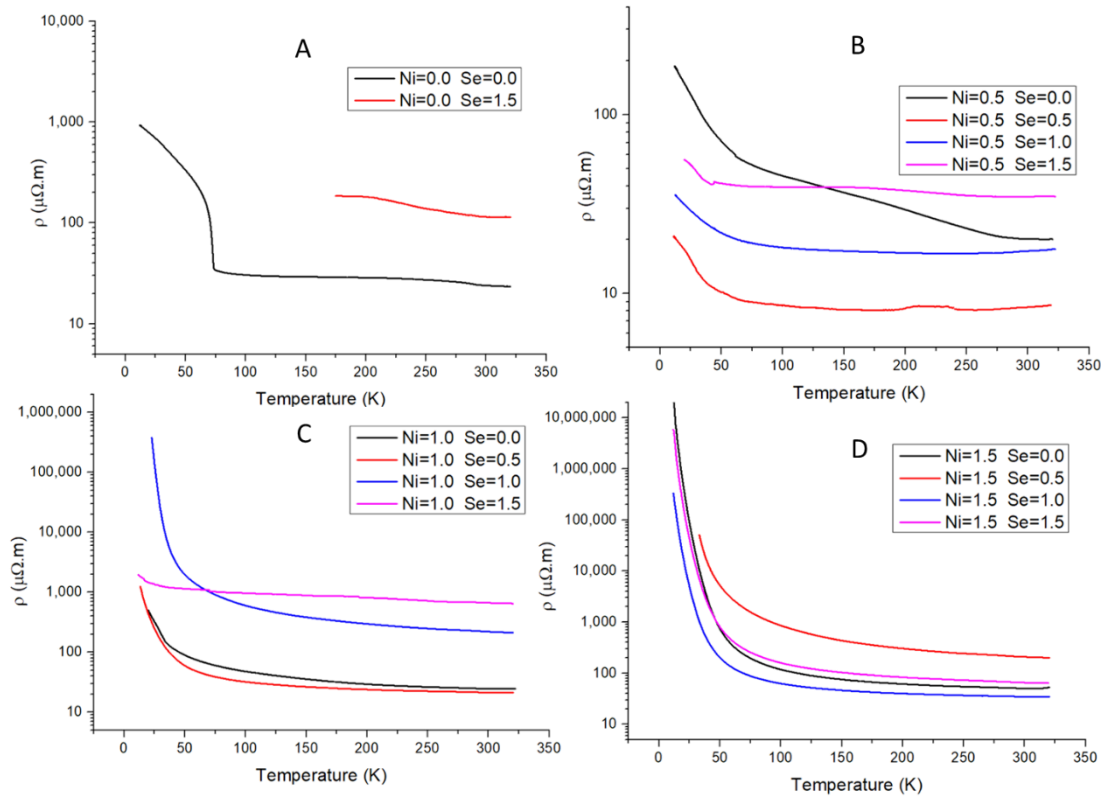 A
10,000
1,000
100
10
ρ (μΩ.m)
Ni=0.0 Se=0.0
Ni=0.0 Se=1.5
0 50 100 150 200 250 300 350
Temperature (K)
B
100
10
ρ (μΩ.m)
Ni=0.5 Se=0.0
Ni=0.5 Se=0.5
Ni=0.5 Se=1.0
Ni=0.5 Se=1.5
0 50 100 150 200 250 300 350
Temperature (K)
C
1,000,000
100,000
10,000
1,000
100
10
ρ (μΩ.m)
Ni=1.0 Se=0.0
Ni=1.0 Se=0.5
Ni=1.0 Se=1.0
Ni=1.0 Se=1.5
0 50 100 150 200 250 300 350
Temperature (K)
D
10,000,000
1,000,000
100,000
10,000
1,000
100
10
ρ (μΩ.m)
Ni=1.5 Se=0.0
Ni=1.5 Se=0.5
Ni=1.5 Se=1.0
Ni=1.5 Se=1.5
0 50 100 150 200 250 300 350
Temperature (K)